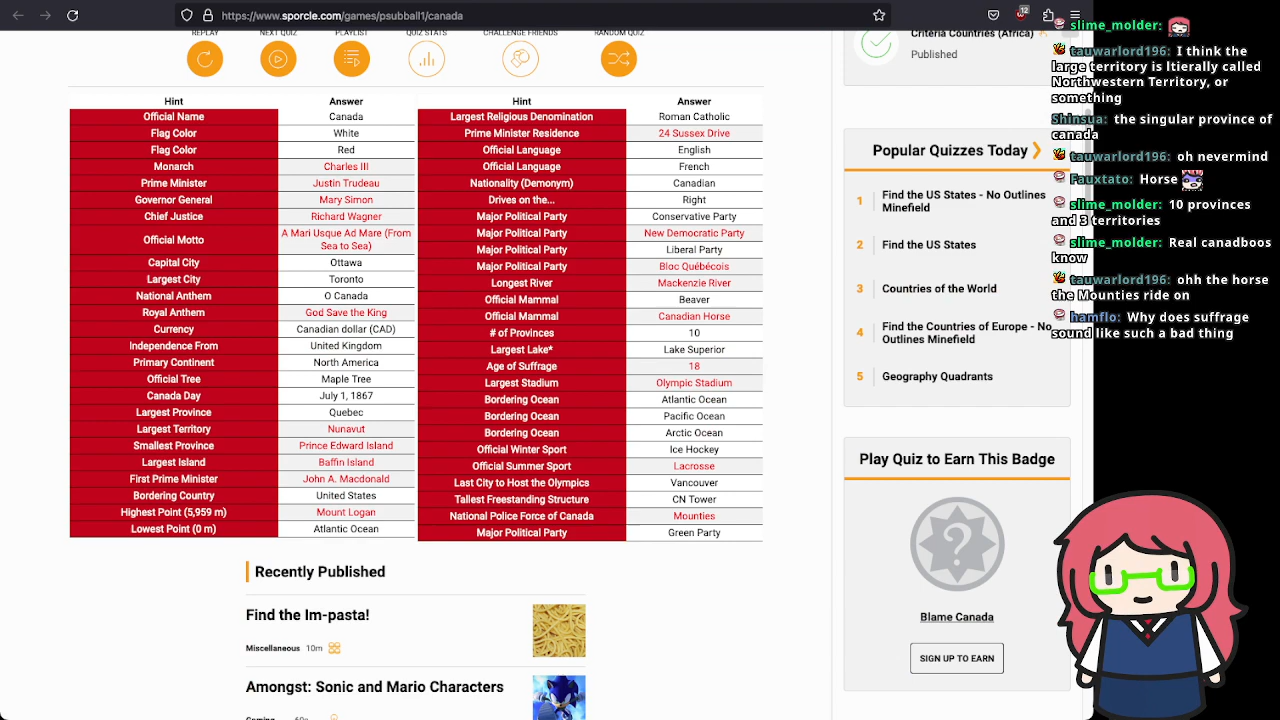 https://www.sporcle.com/games/psubball1/canada
12
REPLAY
NEXT QUIZ
PLAYLIST
QUIZ STATS
CHALLENGE FRIENDS
RANDOM QUIZ
Hint Answer
Official Name Canada
Flag Color White
Flag Color Red
Monarch Charles III
Prime Minister Justin Trudeau
Governor General Mary Simon
Chief Justice Richard Wagner
Official Motto A Mari Usque Ad Mare (From
Sea to Sea)
Capital City Ottawa
Largest City Toronto
National Anthem O Canada
Royal Anthem God Save the King
Currency Canadian dollar (CAD)
Independence From United Kingdom
Primary Continent North America
Official Tree Maple Tree
Canada Day July 1, 1867
Largest Province Quebec
Largest Territory Nunavut
Smallest Province Prince Edward Island
Largest Island Baffin Island
First Prime Minister John A. Macdonald
Bordering Country United States
Highest Point (5,959 m) Mount Logan
Lowest Point (0 m) Atlantic Ocean
Hint Answer
Largest Religious Denomination Roman Catholic
Prime Minister Residence 24 Sussex Drive
Official Language English
Official Language French
Nationality (Demonym) Canadian
Drives on the... Right
Major Political Party Conservative Party
Major Political Party New Democratic Party
Major Political Party Liberal Party
Major Political Party Bloc Québécois
Longest River Mackenzie River
Official Mammal Beaver
Official Mammal Canadian Horse
# of Provinces 10
Largest Lake* Lake Superior
Age of Suffrage 18
Largest Stadium Olympic Stadium
Bordering Ocean Atlantic Ocean
Bordering Ocean Pacific Ocean
Bordering Ocean Arctic Ocean
Official Winter Sport Ice Hockey
Official Summer Sport Lacrosse
Last City to Host the Olympics Vancouver
Tallest Freestanding Structure CN Tower
National Police Force of Canada Mounties
Major Political Party Green Party
Recently Published
Find the Im-pasta!
Miscellaneous 10m
Amongst: Sonic and Mario Characters
Gaming 60s
Criteria Countries (Africa)
Published
Popular Quizzes Today
1 Find the US States - No Outlines
Minefield
2 Find the US States
3 Countries of the World
4 Find the Countries of Europe - No
Outlines Minefield
5 Geography Quadrants
Play Quiz to Earn This Badge
?
Blame Canada
SIGN UP TO EARN
slime_molder:
tauwarlord196: I think the
large territory is ltierally called
Northwestern Territory, or
something
Shinsua: the singular province of
canada
tauwarlord196: oh nevermind
Fauxtato: Horse
slime_molder: 10 provinces
and 3 territories
slime_molder: Real canaboos
know
tauwarlord196: ohh the horse
the Mounties ride on
hamflo: Why does suffrage
sound like such a bad thing